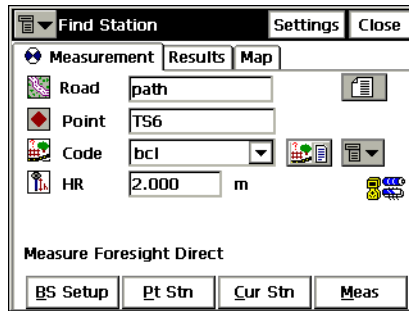 Find Station Settings Close
Measurement Results Map
Road path
Point TS6
Code bcl
HR 2.000 m
Measure Foresight Direct
BS Setup Pt Stn Cur Stn Meas